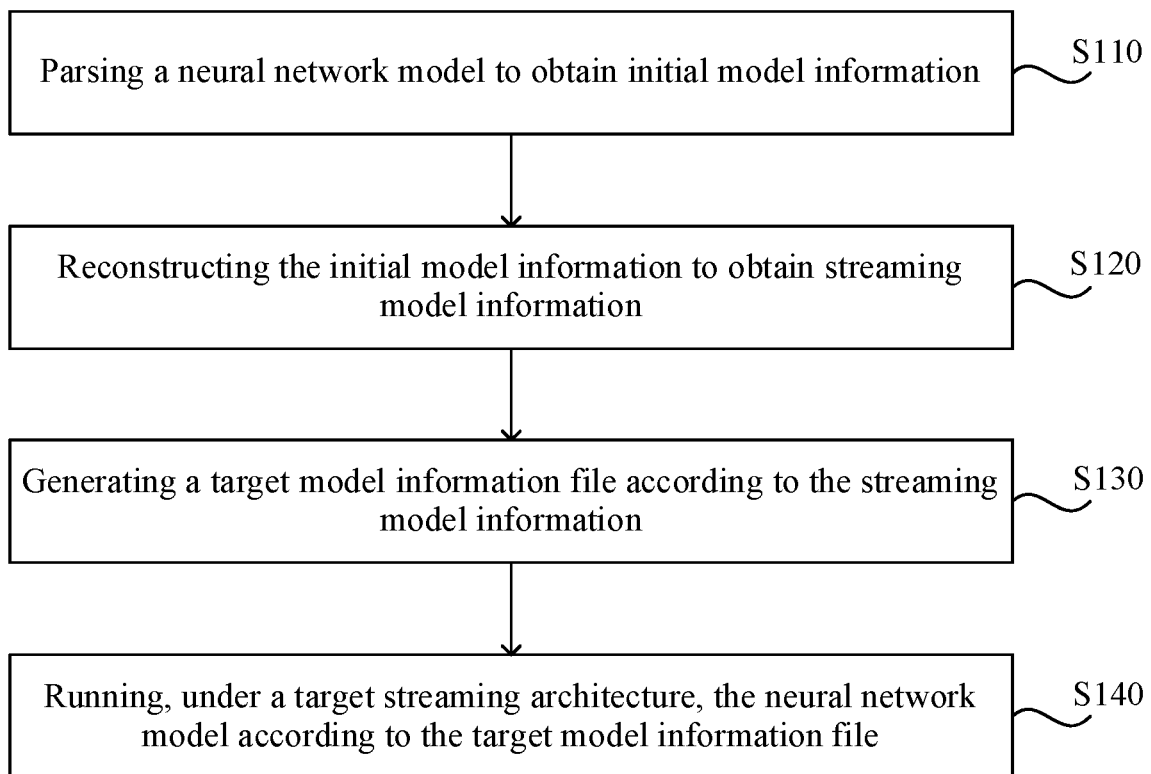 Parsing a neural network model to obtain initial model information
S110
Reconstructing the initial model information to obtain streaming
model information
S120
Generating a target model information file according to the streaming
model information
S130
Running, under a target streaming architecture, the neural network
model according to the target model information file
S140